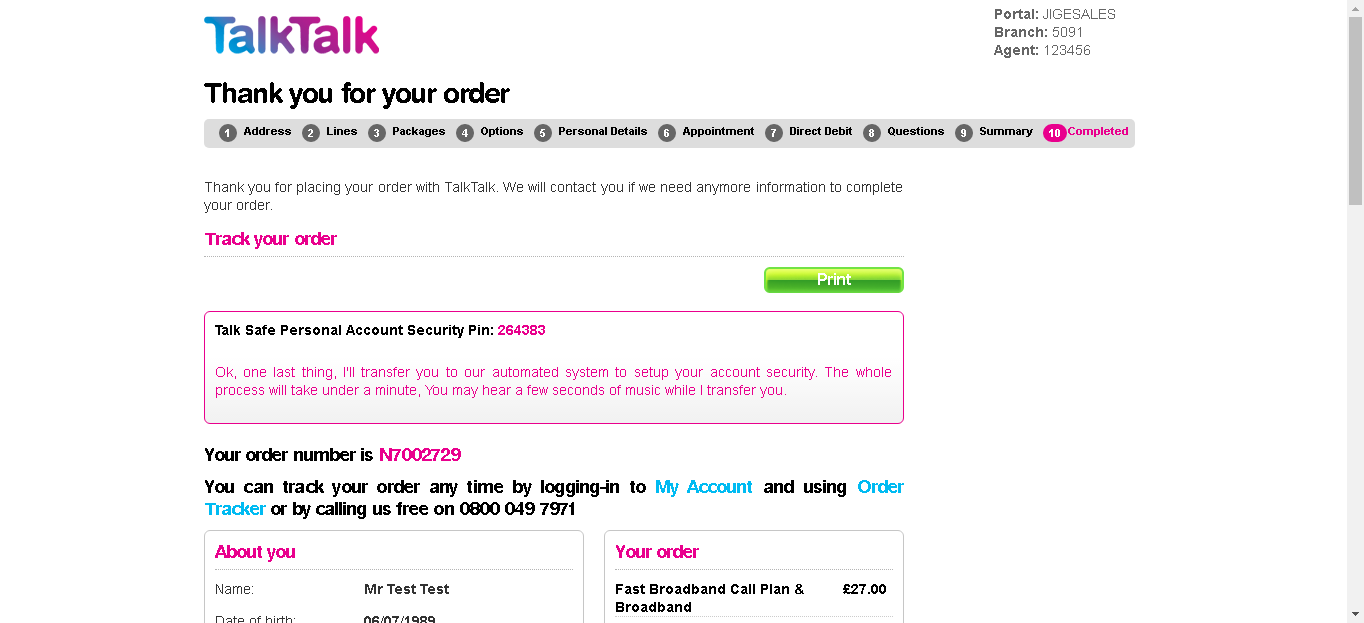 TalkTalk
Portal: JIGESALES
Branch: 5091
Agent: 123456
Thank you for your order
1 Address 2 Lines 3 Packages 4 Options 5 Personal Details 6 Appointment 7 Direct Debit 8 Questions 9 Summary 10 Completed
Thank you for placing your order with TalkTalk. We will contact you if we need anymore information to complete
your order.
Track your order
Print
Talk Safe Personal Account Security Pin: 264383
Ok, one last thing, I'll transfer you to our automated system to setup your account security. The whole
process will take under a minute, You may hear a few seconds of music while I transfer you.
Your order number is N7002729
You can track your order any time by logging-in to My Account and using Order
Tracker or by calling us free on 0800 049 7971
About you
Name: Mr Test Test
Date of birth: 06/07/1989
Your order
Fast Broadband Call Plan & £27.00
Broadband